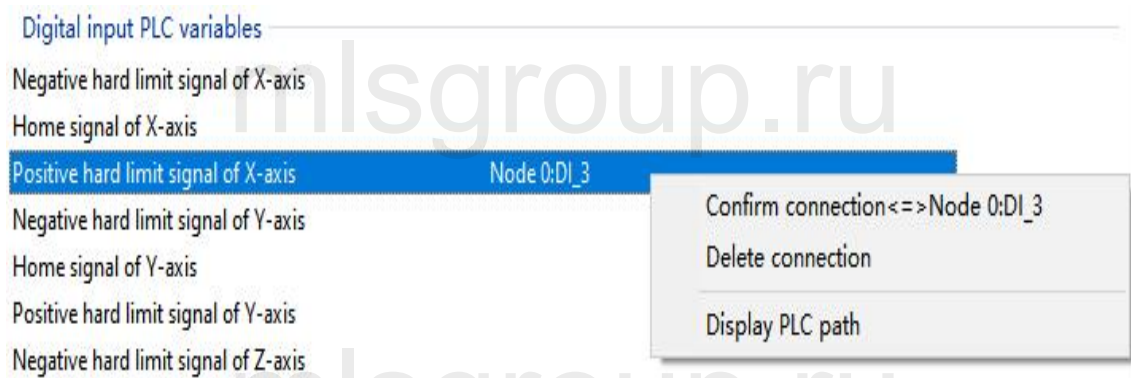 Digital input PLC variables
Negative hard limit signal of X-axis
mlsgroup.ru
Home signal of X-axis
Positive hard limit signal of X-axis Node 0:DI_3
Confirm connection<=>Node 0:DI_3
Negative hard limit signal of Y-axis
Delete connection
Home signal of Y-axis
Positive hard limit signal of Y-axis
Display PLC path
Negative hard limit signal of Z-axis
mlsgroup.ru